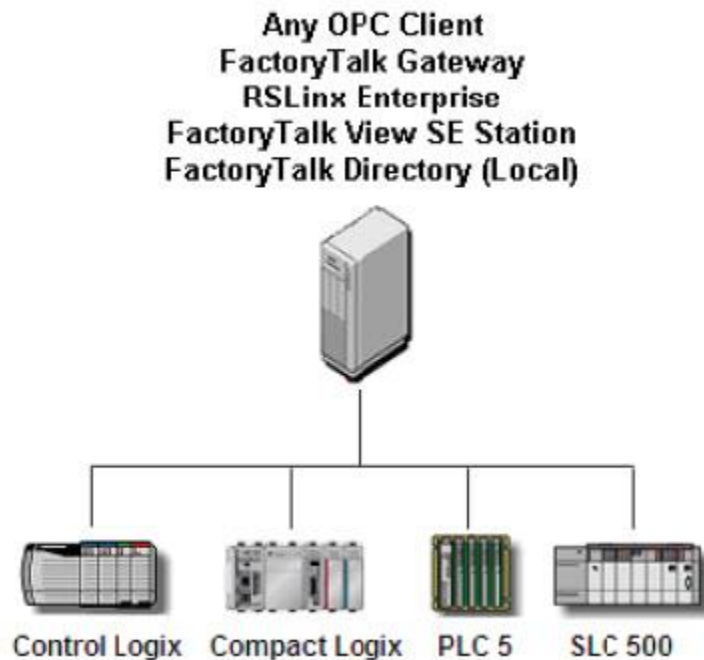 Any OPC Client
FactoryTalk Gateway
RSLinx Enterprise
FactoryTalk View SE Station
FactoryTalk Directory (Local)
Control Logix
Compact Logix
PLC 5
SLC 500